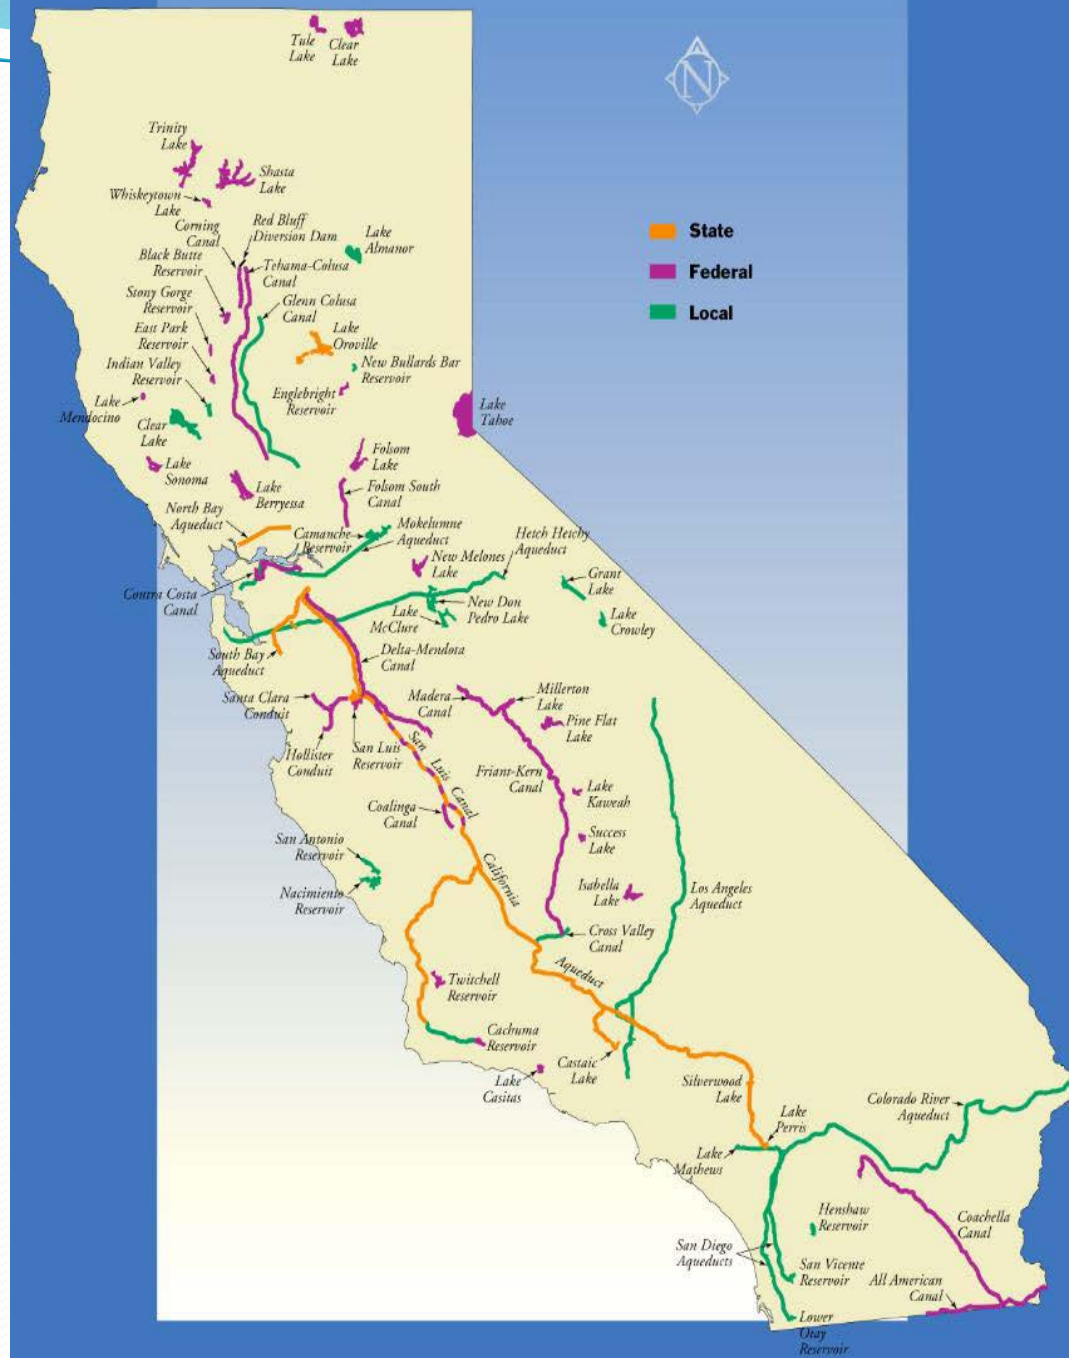 Tule
Lake
Clear
Lake
N
Trinity
Lake
Shasta
Lake
Whiskeytown
Lake
Corning
Canal
Red Bluff
Diversion Dam
Lake
Almanor
State
Federal
Local
Black Butte
Reservoir
Tehama-Colusa
Canal
Stony Gorge
Reservoir
Glenn Colusa
Canal
East Park
Reservoir
Lake
Oroville
Indian Valley
Reservoir
New Bullards Bar
Reservoir
Englebright
Reservoir
Lake
Mendocino
Lake
Tahoe
Clear
Lake
Folsom
Lake
Lake
Sonoma
Lake
Berryessa
Folsom South
Canal
North Bay
Aqueduct
Camanche
Reservoir
Mokelumne
Aqueduct
Hetch Hetchy
Aqueduct
New Melones
Lake
Grant
Lake
Contra Costa
Canal
New Don
Pedro Lake
Lake
McClure
Lake
Crowley
South Bay
Aqueduct
Delta-Mendota
Canal
Santa Clara
Conduit
Madera
Canal
Millerton
Lake
Pine Flat
Lake
Hollister
Conduit
San Luis
Reservoir
San Luis Canal
Friant-Kern
Canal
Lake
Kaweah
Coalinga
Canal
Success
Lake
San Antonio
Reservoir
California Aqueduct
Isabella
Lake
Los Angeles
Aqueduct
Nacimiento
Reservoir
Cross Valley
Canal
Twitchell
Reservoir
Cachuma
Reservoir
Castaic
Lake
Lake
Casitas
Silverwood
Lake
Colorado River
Aqueduct
Lake
Perris
Lake
Mathews
Henshaw
Reservoir
Coachella
Canal
San Diego
Aqueducts
San Vicente
Reservoir
All American
Canal
Lower
Otay
Reservoir